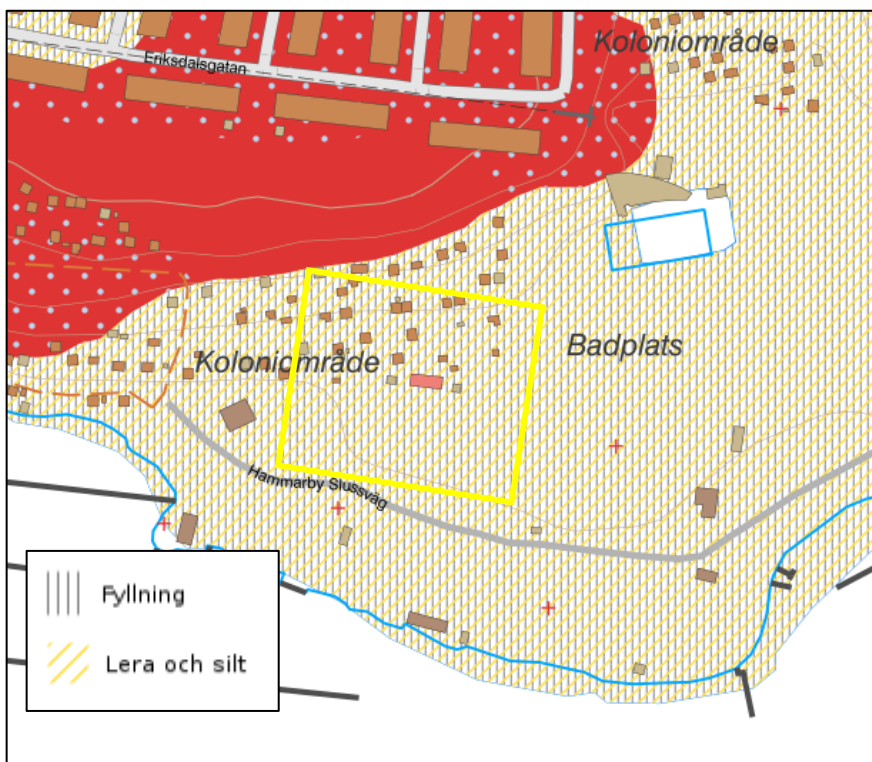 Koloniområde
Eriksdalsgatan
Badplats
Koloniområde
Hammarby Slussväg
Fyllning
Lera och silt